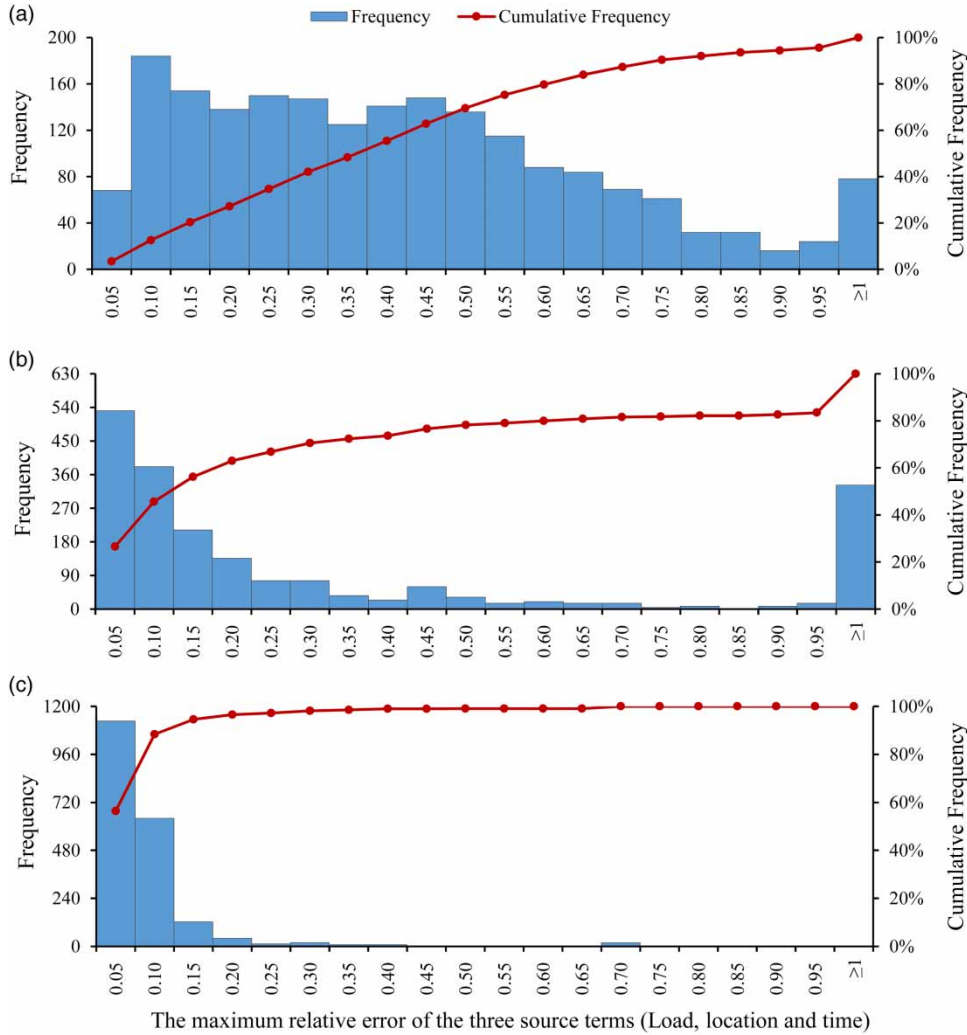 (a)
Frequency
Cumulative Frequency
200
160
120
80
40
0
Frequency
100%
80%
60%
40%
20%
0%
Cumulative Frequency
0.05 0.10 0.15 0.20 0.25 0.30 0.35 0.40 0.45 0.50 0.55 0.60 0.65 0.70 0.75 0.80 0.85 0.90 0.95 ≥1
(b)
630
540
450
360
270
180
90
0
Frequency
100%
80%
60%
40%
20%
0%
Cumulative Frequency
0.05 0.10 0.15 0.20 0.25 0.30 0.35 0.40 0.45 0.50 0.55 0.60 0.65 0.70 0.75 0.80 0.85 0.90 0.95 ≥1
(c)
1200
960
720
480
240
0
Frequency
100%
80%
60%
40%
20%
0%
Cumulative Frequency
0.05 0.10 0.15 0.20 0.25 0.30 0.35 0.40 0.45 0.50 0.55 0.60 0.65 0.70 0.75 0.80 0.85 0.90 0.95 ≥1
The maximum relative error of the three source terms (Load, location and time)